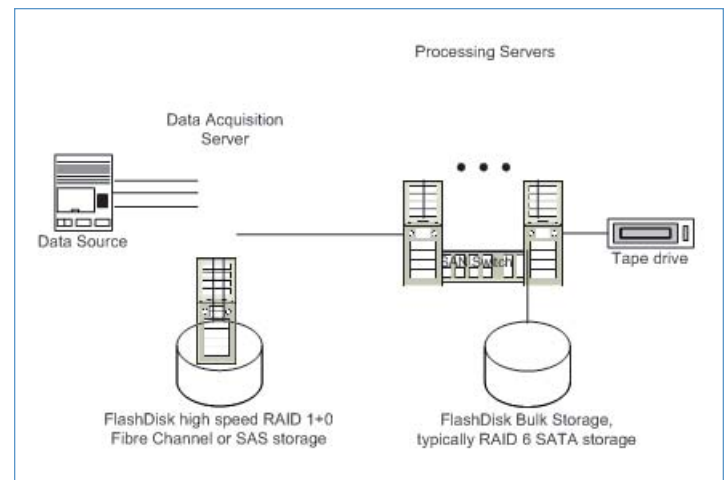 Processing Servers
Data Acquisition
Server
Data Source
SAN Switch
Tape drive
FlashDisk high speed RAID 1+0
Fibre Channel or SAS storage
FlashDisk Bulk Storage,
typically RAID 6 SATA storage